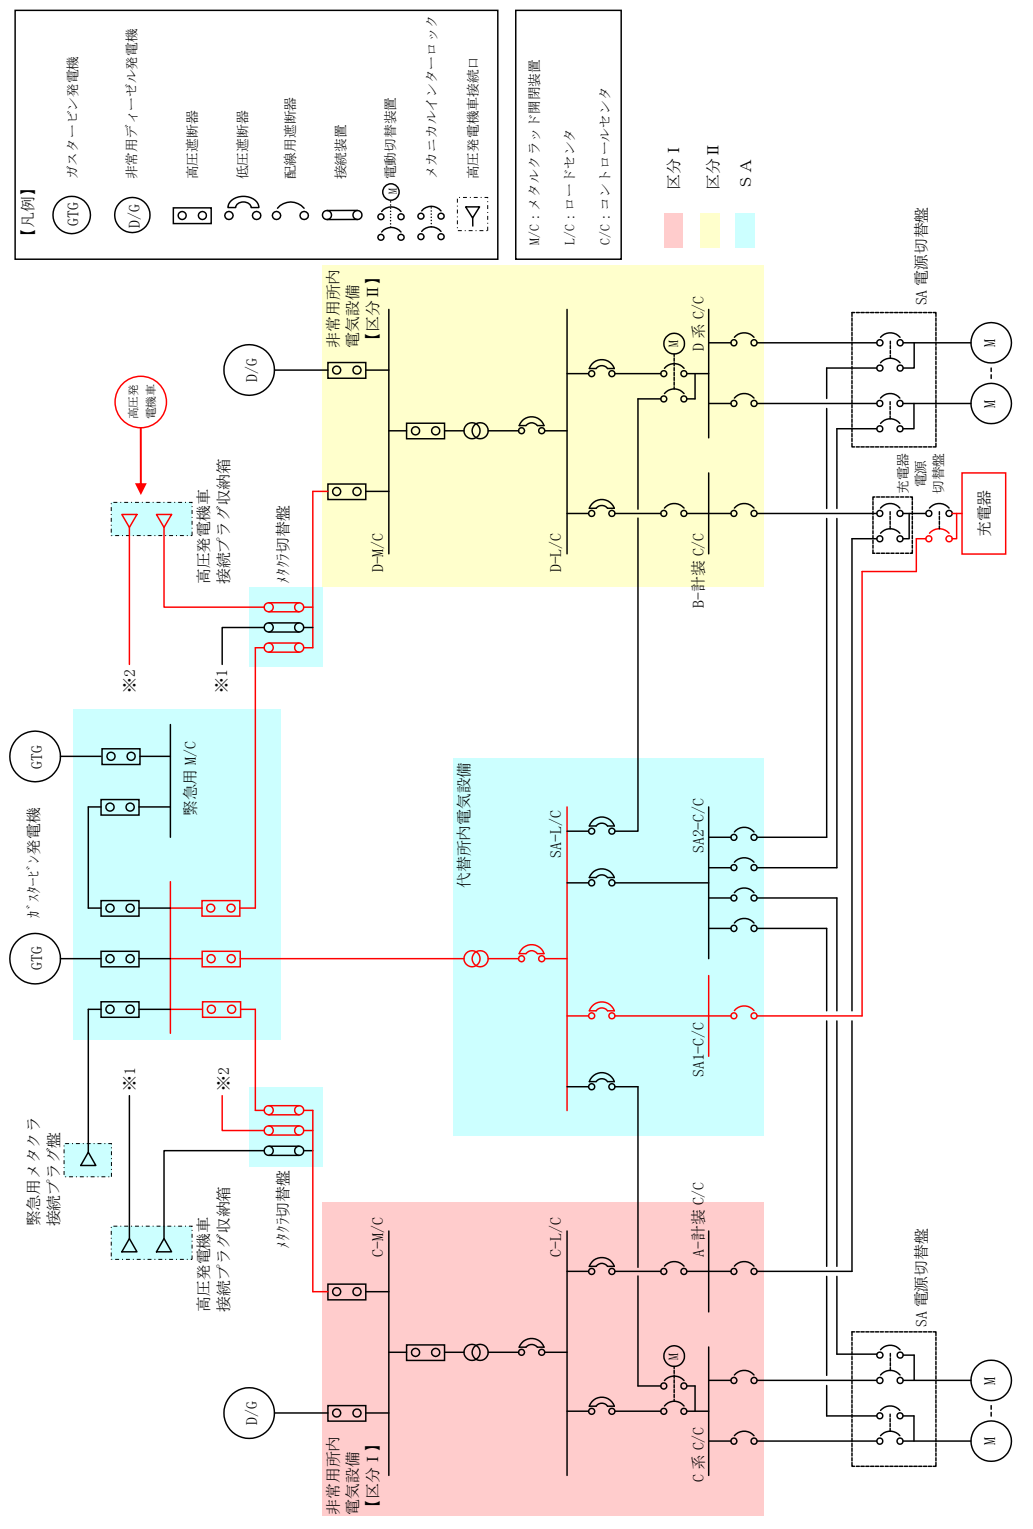 【凡例】
GTG
ガスタービン発電機
D/G
非常用ディーゼル発電機
高圧遮断器
低圧遮断器
配線用遮断器
接続装置
M
電動切替装置
メカニカルインターロック
高圧発電機車接続口
M/C：メタルクラッド開閉装置
L/C：ロードセンタ
C/C：コントロールセンタ
区分Ⅰ
区分Ⅱ
ＳＡ
緊急用メタクラ
接続プラグ盤
GTG
ｶﾞｽﾀｰﾋﾞﾝ発電機
GTG
緊急用 M/C
※1
※2
高圧発電機車
接続プラグ収納箱
ﾒﾀｸﾗ切替盤
※2
※1
高圧発
電機車
高圧発電機車
接続プラグ収納箱
ﾒﾀｸﾗ切替盤
D/G
非常用所内
電気設備
【区分Ⅰ】
C-M/C
C-L/C
M
C 系 C/C
A-計装 C/C
代替所内電気設備
SA-L/C
SA1-C/C
SA2-C/C
D/G
非常用所内
電気設備
【区分Ⅱ】
D-M/C
D-L/C
B-計装 C/C
M
D 系 C/C
SA 電源切替盤
M
M
充電器
電源
切替盤
充電器
SA 電源切替盤
M
M